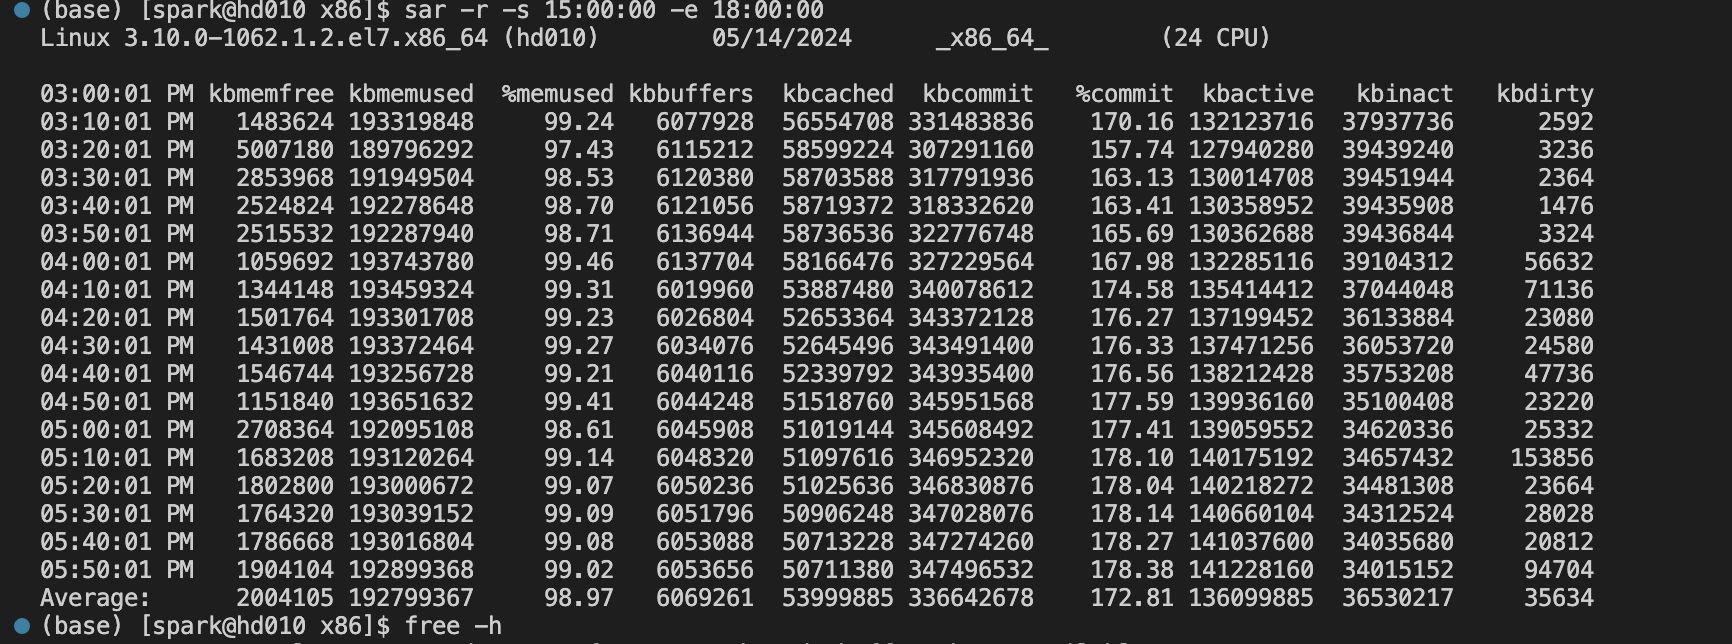 (base) [spark@hd010 x86]$ sar -r -s 15:00:00 -e 18:00:00
Linux 3.10.0-1062.1.2.el7.x86_64 (hd010) 05/14/2024 _x86_64_ (24 CPU)
03:00:01 PM kbmemfree kbmemused %memused kbbuffers kbcached kbcommit %commit kbactive kbinact kbdirty
03:10:01 PM 1483624 193319848 99.24 6077928 56554708 331483836 170.16 132123716 37937736 2592
03:20:01 PM 5007180 189796292 97.43 6115212 58599224 307291160 157.74 127940280 39439240 3236
03:30:01 PM 2853968 191949504 98.53 6120380 58703588 317791936 163.13 130014708 39451944 2364
03:40:01 PM 2524824 192278648 98.70 6121056 58719372 318332620 163.41 130358952 39435908 1476
03:50:01 PM 2515532 192287940 98.71 6136944 58736536 322776748 165.69 130362688 39436844 3324
04:00:01 PM 1059692 193743780 99.46 6137704 58166476 327229564 167.98 132285116 39104312 56632
04:10:01 PM 1344148 193459324 99.31 6019960 53887480 340078612 174.58 135414412 37044048 71136
04:20:01 PM 1501764 193301708 99.23 6026804 52653364 343372128 176.27 137199452 36133884 23080
04:30:01 PM 1431008 193372464 99.27 6034076 52645496 343491400 176.33 137471256 36053720 24580
04:40:01 PM 1546744 193256728 99.21 6040116 52339792 343935400 176.56 138212428 35753208 47736
04:50:01 PM 1151840 193651632 99.41 6044248 51518760 345951568 177.59 139936160 35100408 23220
05:00:01 PM 2708364 192095108 98.61 6045908 51019144 345608492 177.41 139059552 34620336 25332
05:10:01 PM 1683208 193120264 99.14 6048320 51097616 346952320 178.10 140175192 34657432 153856
05:20:01 PM 1802800 193000672 99.07 6050236 51025636 346830876 178.04 140218272 34481308 23664
05:30:01 PM 1764320 193039152 99.09 6051796 50906248 347028076 178.14 140660104 34312524 28028
05:40:01 PM 1786668 193016804 99.08 6053088 50713228 347274260 178.27 141037600 34035680 20812
05:50:01 PM 1904104 192899368 99.02 6053656 50711380 347496532 178.38 141228160 34015152 94704
Average: 2004105 192799367 98.97 6069261 53999885 336642678 172.81 136099885 36530217 35634
(base) [spark@hd010 x86]$ free -h